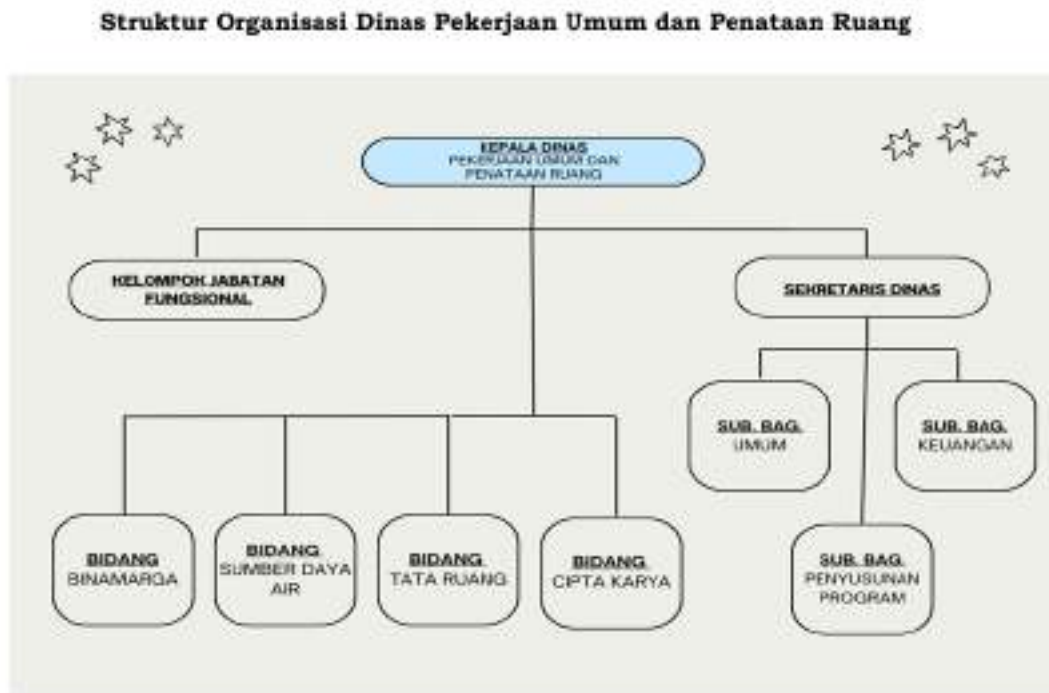 Struktur Organisasi Dinas Pekerjaan Umum dan Penataan Ruang
KEPALA DINAS
PEKERJAAN UMUM DAN
PENATAAN RUANG
KELOMPOK JABATAN
FUNGSIONAL
SEKRETARIS DINAS
SUB. BAG.
UMUM
SUB. BAG.
KEUANGAN
BIDANG
BINAMARGA
BIDANG
SUMBER DAYA
AIR
BIDANG
TATA RUANG
BIDANG
CIPTA KARYA
SUB. BAG.
PENYUSUNAN
PROGRAM